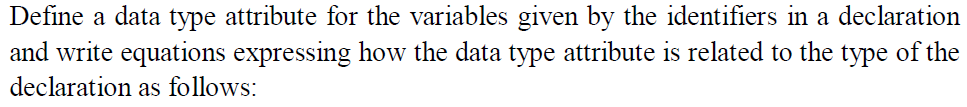 Define a data type attribute for the variables given by the identifiers in a declaration
and write equations expressing how the data type attribute is related to the type of the
declaration as follows: